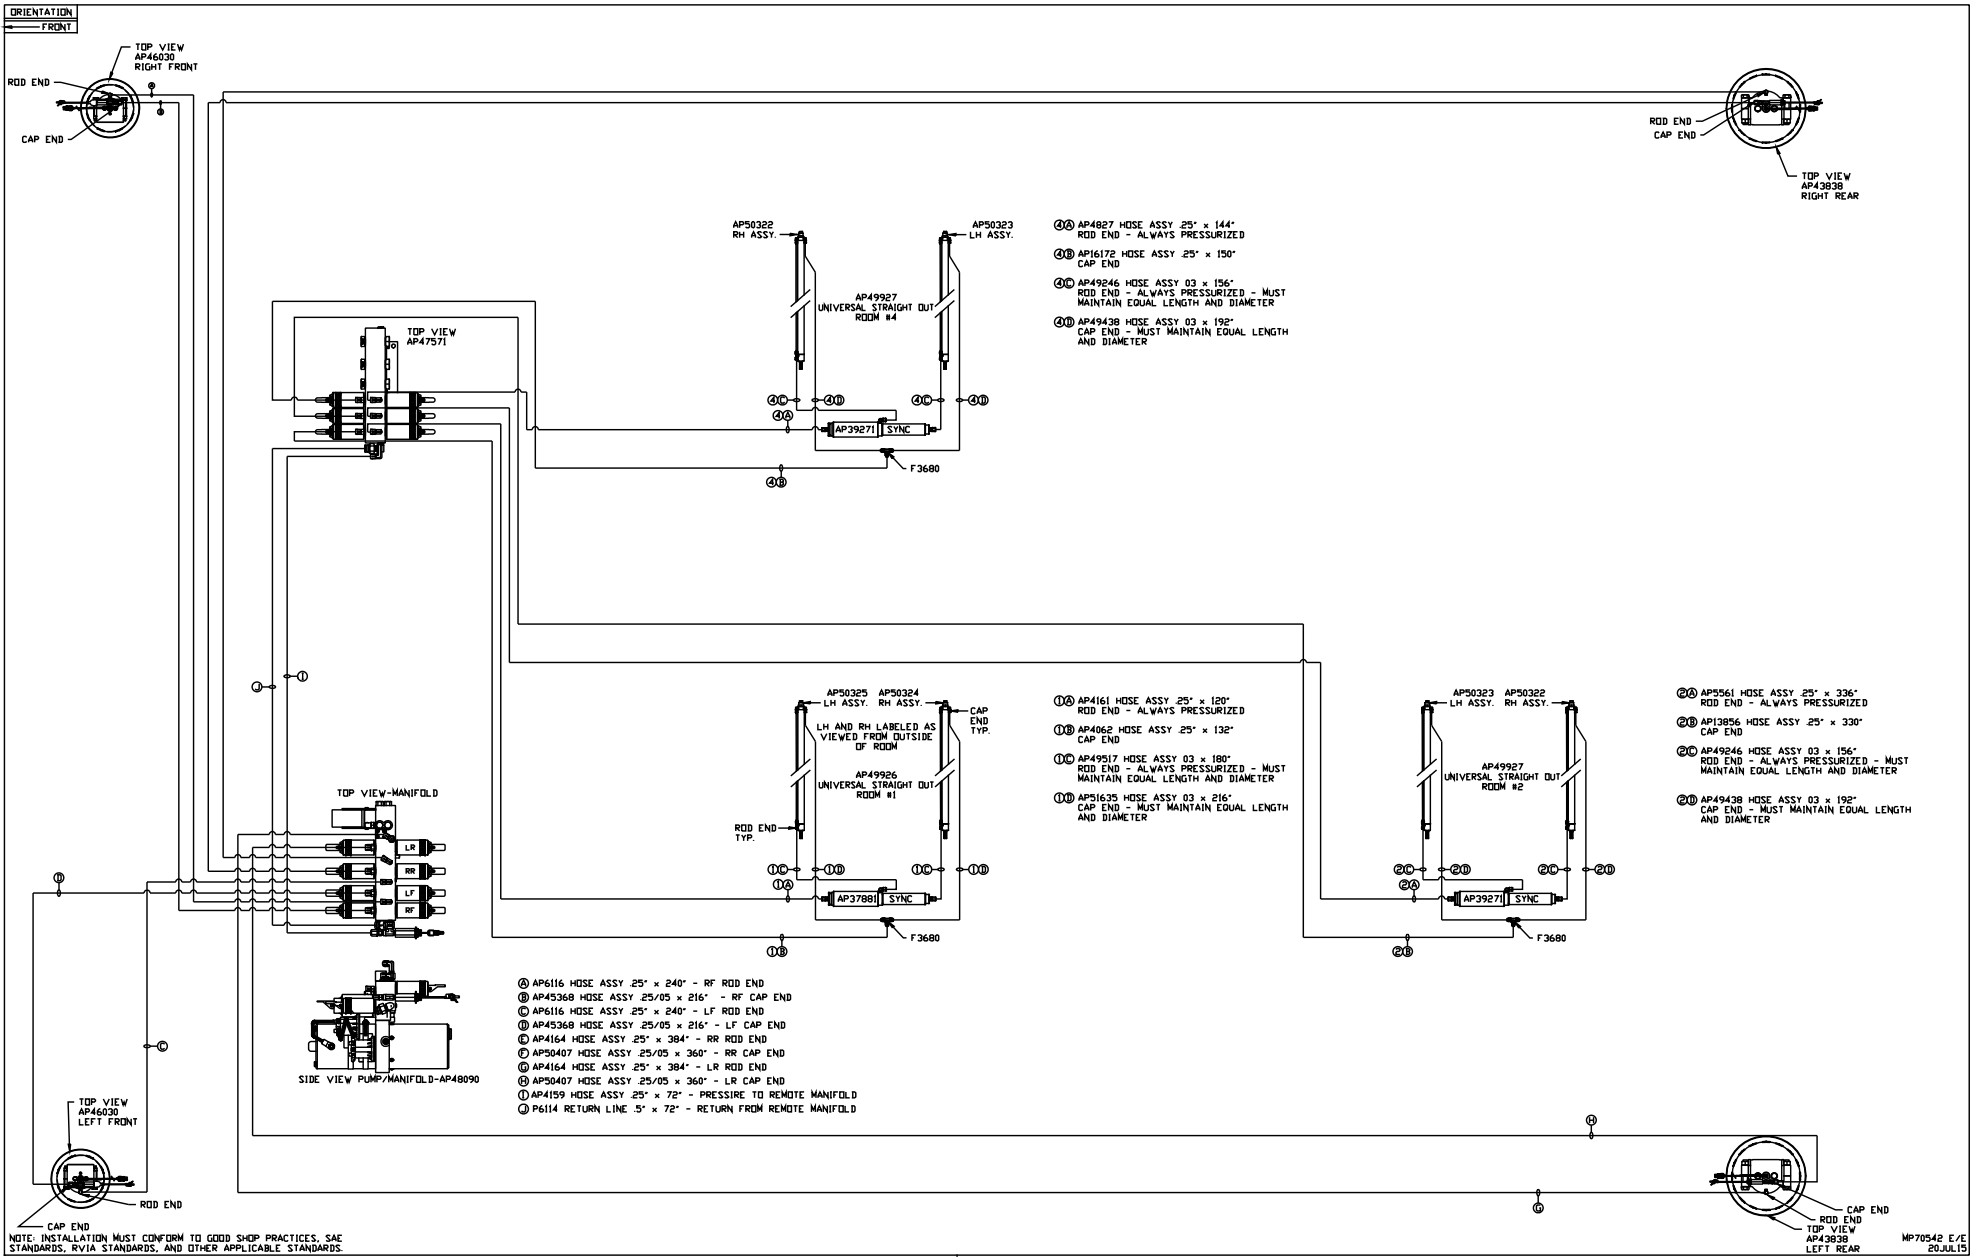 ORIENTATION
FRONT
TOP VIEW
AP46030
RIGHT FRONT
ROD END
CAP END
A
B
ROD END
CAP END
TOP VIEW
AP43838
RIGHT REAR
AP50322
RH ASSY.
AP50323
LH ASSY.
AP49927
UNIVERSAL STRAIGHT OUT
ROOM #4
4A AP4827 HOSE ASSY .25" x 144"
ROD END - ALWAYS PRESSURIZED
4B AP16172 HOSE ASSY .25" x 150"
CAP END
4C AP49246 HOSE ASSY 03 x 156"
ROD END - ALWAYS PRESSURIZED - MUST
MAINTAIN EQUAL LENGTH AND DIAMETER
4D AP49438 HOSE ASSY 03 x 192"
CAP END - MUST MAINTAIN EQUAL LENGTH
AND DIAMETER
TOP VIEW
AP47571
4C
4D
4C
4D
4A
AP39271
SYNC
F3680
4B
J
I
AP50325
LH ASSY.
AP50324
RH ASSY.
CAP
END
TYP.
LH AND RH LABELED AS
VIEWED FROM OUTSIDE
OF ROOM
AP49926
UNIVERSAL STRAIGHT OUT
ROOM #1
ROD END
TYP.
1A AP4161 HOSE ASSY .25" x 120"
ROD END - ALWAYS PRESSURIZED
1B AP4062 HOSE ASSY .25" x 132"
CAP END
1C AP49517 HOSE ASSY 03 x 180"
ROD END - ALWAYS PRESSURIZED - MUST
MAINTAIN EQUAL LENGTH AND DIAMETER
1D AP51635 HOSE ASSY 03 x 216"
CAP END - MUST MAINTAIN EQUAL LENGTH
AND DIAMETER
1C
1D
1C
1D
1A
AP37881
SYNC
F3680
1B
AP50323
LH ASSY.
AP50322
RH ASSY.
AP49927
UNIVERSAL STRAIGHT OUT
ROOM #2
2A AP5561 HOSE ASSY .25" x 336"
ROD END - ALWAYS PRESSURIZED
2B AP13856 HOSE ASSY .25" x 330"
CAP END
2C AP49246 HOSE ASSY 03 x 156"
ROD END - ALWAYS PRESSURIZED - MUST
MAINTAIN EQUAL LENGTH AND DIAMETER
2D AP49438 HOSE ASSY 03 x 192"
CAP END - MUST MAINTAIN EQUAL LENGTH
AND DIAMETER
2C
2D
2C
2D
2A
AP39271
SYNC
F3680
2B
TOP VIEW-MANIFOLD
LR
RR
LF
RF
D
C
SIDE VIEW PUMP/MANIFOLD-AP48090
A AP6116 HOSE ASSY .25" x 240" - RF ROD END
B AP45368 HOSE ASSY .25/05 x 216" - RF CAP END
C AP6116 HOSE ASSY .25" x 240" - LF ROD END
D AP45368 HOSE ASSY .25/05 x 216" - LF CAP END
E AP4164 HOSE ASSY .25" x 384" - RR ROD END
F AP50407 HOSE ASSY .25/05 x 360" - RR CAP END
G AP4164 HOSE ASSY .25" x 384" - LR ROD END
H AP50407 HOSE ASSY .25/05 x 360" - LR CAP END
I AP4159 HOSE ASSY .25" x 72" - PRESSIRE TO REMOTE MANIFOLD
J P6114 RETURN LINE .5" x 72" - RETURN FROM REMOTE MANIFOLD
TOP VIEW
AP46030
LEFT FRONT
ROD END
CAP END
H
G
CAP END
ROD END
TOP VIEW
AP43838
LEFT REAR
NOTE: INSTALLATION MUST CONFORM TO GOOD SHOP PRACTICES, SAE
STANDARDS, RVIA STANDARDS, AND OTHER APPLICABLE STANDARDS.
MP70542 E/E
20JUL15